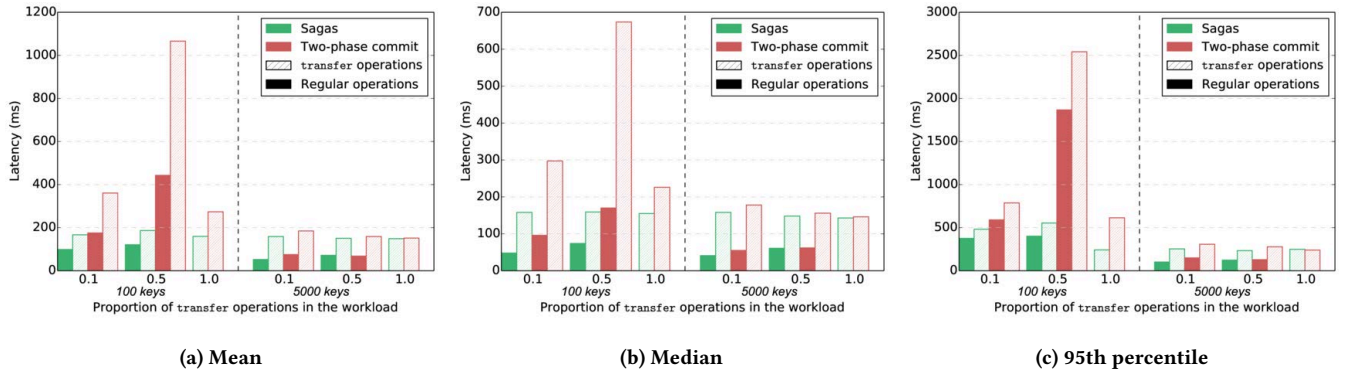 1200
1000
800
600
400
200
0
Latency (ms)
Sagas
Two-phase commit
transfer operations
Regular operations
0.1 0.5 1.0 0.1 0.5 1.0
100 keys 5000 keys
Proportion of transfer operations in the workload
(a) Mean
700
600
500
400
300
200
100
0
Latency (ms)
Sagas
Two-phase commit
transfer operations
Regular operations
0.1 0.5 1.0 0.1 0.5 1.0
100 keys 5000 keys
Proportion of transfer operations in the workload
(b) Median
3000
2500
2000
1500
1000
500
0
Latency (ms)
Sagas
Two-phase commit
transfer operations
Regular operations
0.1 0.5 1.0 0.1 0.5 1.0
100 keys 5000 keys
Proportion of transfer operations in the workload
(c) 95th percentile